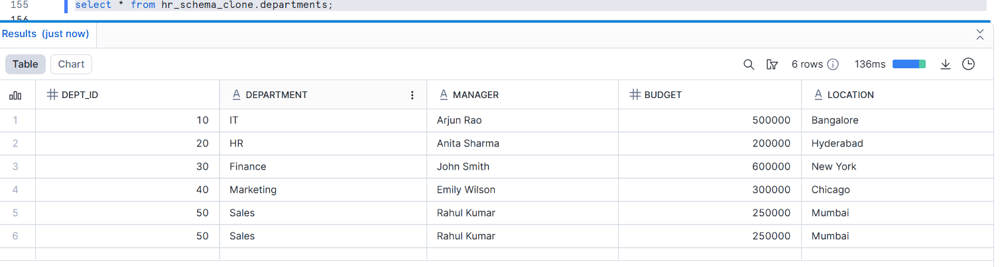 155 select * from hr_schema_clone.departments;
156
Results (just now)
Table Chart 6 rows 136ms
DEPT_ID DEPARTMENT MANAGER BUDGET LOCATION
1 10 IT Arjun Rao 500000 Bangalore
2 20 HR Anita Sharma 200000 Hyderabad
3 30 Finance John Smith 600000 New York
4 40 Marketing Emily Wilson 300000 Chicago
5 50 Sales Rahul Kumar 250000 Mumbai
6 50 Sales Rahul Kumar 250000 Mumbai